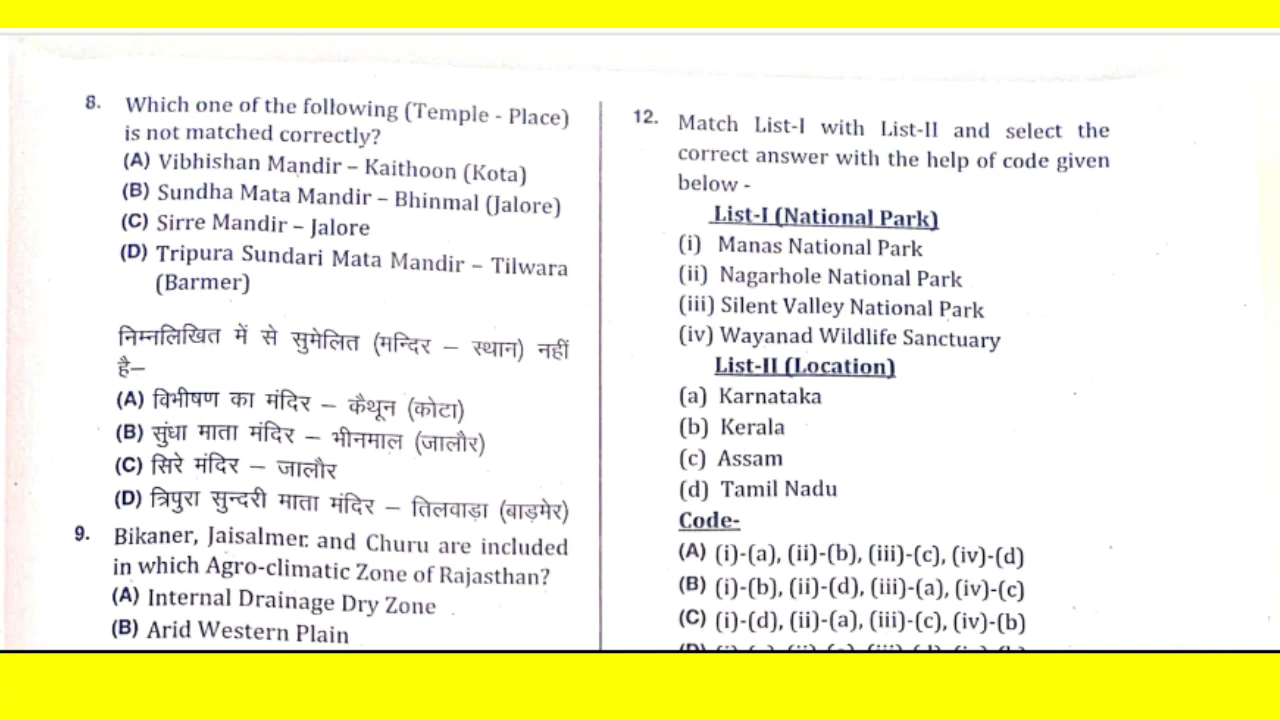 8. Which one of the following (Temple - Place)
is not matched correctly?
(A) Vibhishan Mandir – Kaithoon (Kota)
(B) Sundha Mata Mandir – Bhinmal (Jalore)
(C) Sirre Mandir – Jalore
(D) Tripura Sundari Mata Mandir – Tilwara
(Barmer)
निम्नलिखित में से सुमेलित (मन्दिर – स्थान) नहीं
है–
(A) विभीषण का मंदिर – कैथून (कोटा)
(B) सुंधा माता मंदिर – भीनमाल (जालौर)
(C) सिरे मंदिर – जालौर
(D) त्रिपुरा सुन्दरी माता मंदिर – तिलवाड़ा (बाड़मेर)
9. Bikaner, Jaisalmer and Churu are included
in which Agro-climatic Zone of Rajasthan?
(A) Internal Drainage Dry Zone
(B) Arid Western Plain
12. Match List-I with List-II and select the
correct answer with the help of code given
below -
List-I (National Park)
(i) Manas National Park
(ii) Nagarhole National Park
(iii) Silent Valley National Park
(iv) Wayanad Wildlife Sanctuary
List-II (Location)
(a) Karnataka
(b) Kerala
(c) Assam
(d) Tamil Nadu
Code-
(A) (i)-(a), (ii)-(b), (iii)-(c), (iv)-(d)
(B) (i)-(b), (ii)-(d), (iii)-(a), (iv)-(c)
(C) (i)-(d), (ii)-(a), (iii)-(c), (iv)-(b)